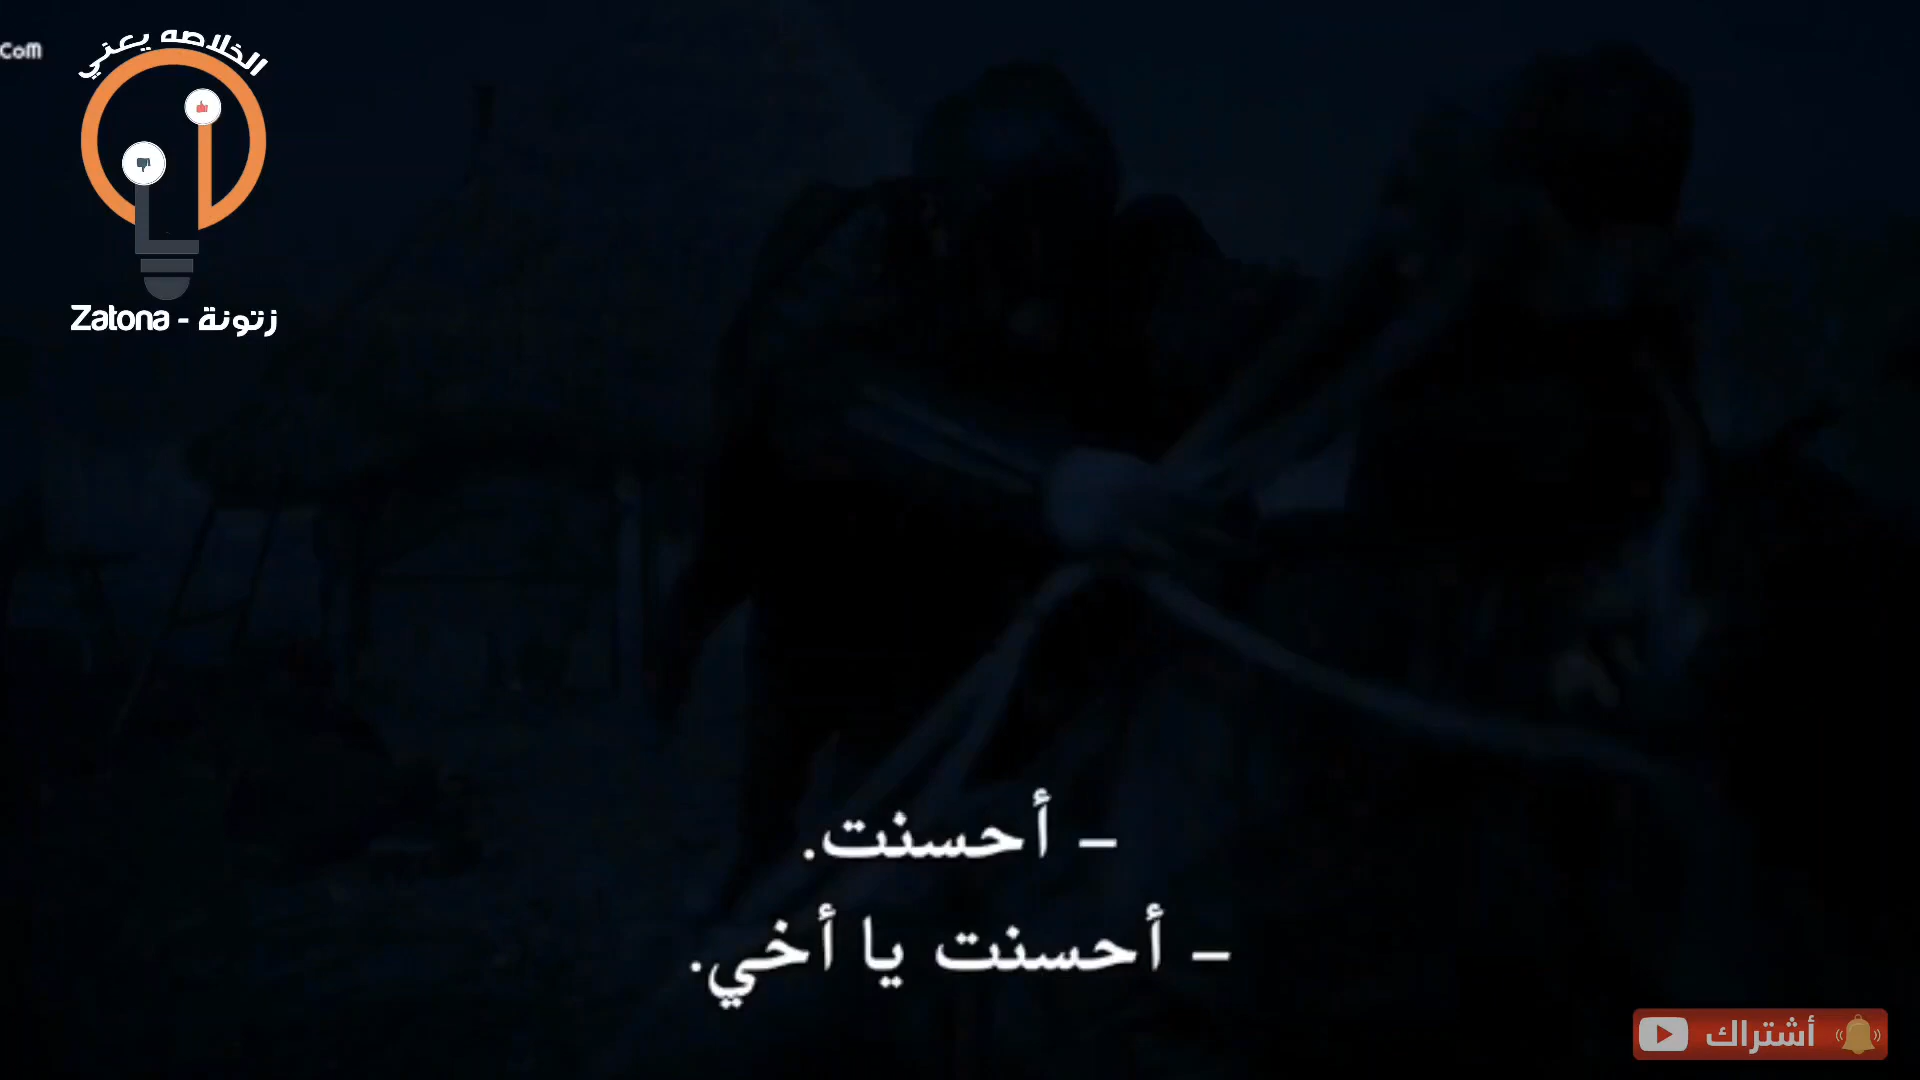 CoM
الخلاصه يعني
زتونة - Zatona
– أحسنت.
– أحسنت يا أخي.
أشتراك